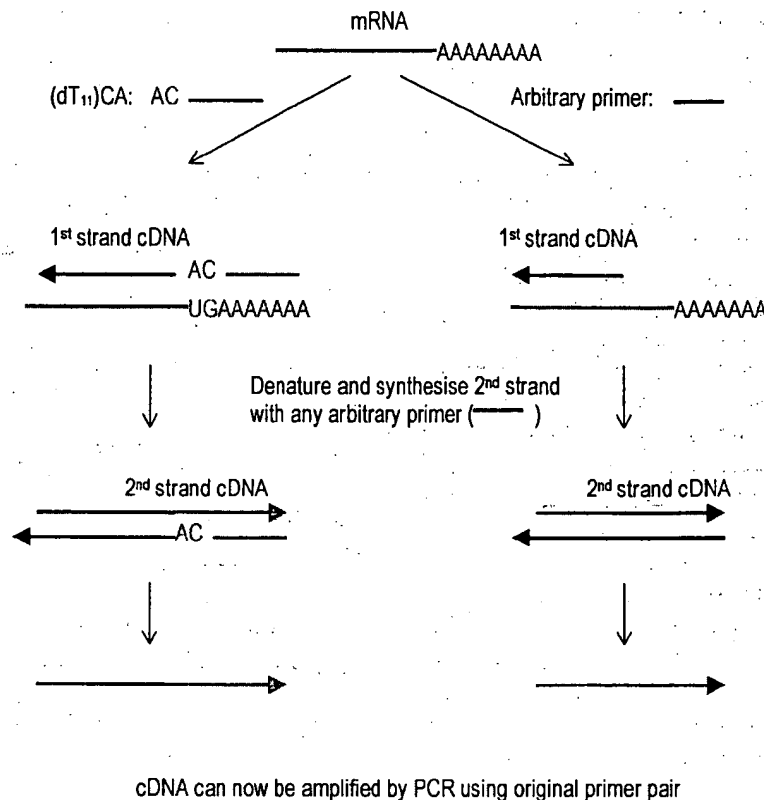 mRNA
AAAAAAAA
(dT₁₁)CA: AC
Arbitrary primer:
1st strand cDNA
1st strand cDNA
AC
UGAAAAAAA
AAAAAAA
Denature and synthesise 2nd strand
with any arbitrary primer ( )
2nd strand cDNA
2nd strand cDNA
AC
cDNA can now be amplified by PCR using original primer pair